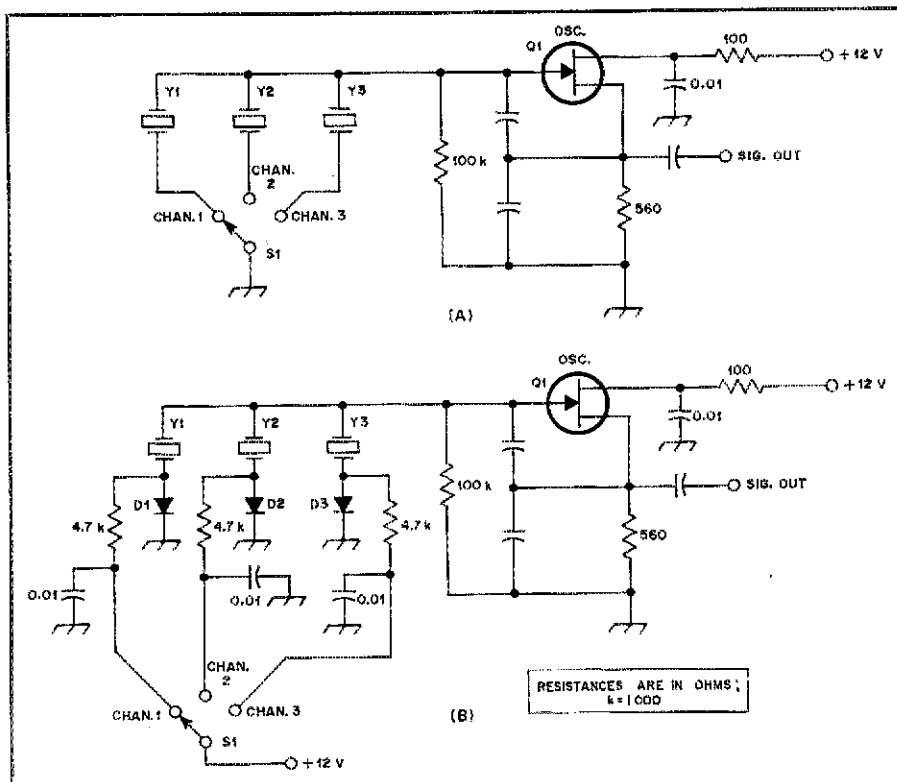 OSC.
Q1
100
+12 V
0.01
Y1
Y2
Y3
100 k
SIG. OUT
CHAN. 2
CHAN. 1
CHAN. 3
S1
560
(A)
OSC.
Q1
100
+12 V
0.01
Y1
Y2
Y3
100 k
SIG. OUT
D1
D2
D3
4.7 k
4.7 k
4.7 k
560
0.01
0.01
0.01
CHAN. 2
CHAN. 1
CHAN. 3
S1
+12 V
(B)
RESISTANCES ARE IN OHMS;
k=1000